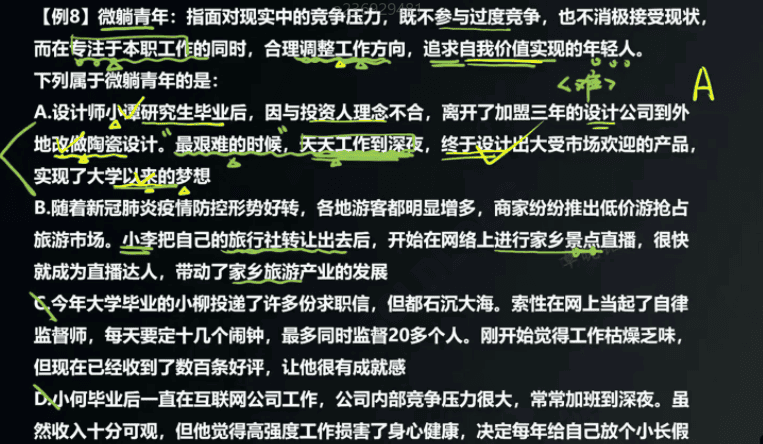 【例8】微躺青年：指面对现实中的竞争压力，既不参与过度竞争，也不消极接受现状，
而在专注于本职工作的同时，合理调整工作方向，追求自我价值实现的年轻人。
下列属于微躺青年的是：
<难>
A
A.设计师小谭研究生毕业后，因与投资人理念不合，离开了加盟三年的设计公司到外
地改做陶瓷设计。“最艰难的时候，天天工作到深夜，终于设计出大受市场欢迎的产品，
实现了大学以来的梦想
B.随着新冠肺炎疫情防控形势好转，各地游客都明显增多，商家纷纷推出低价游抢占
旅游市场。小李把自己的旅行社转让出去后，开始在网络上进行家乡景点直播，很快
就成为直播达人，带动了家乡旅游产业的发展
C.今年大学毕业的小柳投递了许多份求职信，但都石沉大海。索性在网上当起了自律
监督师，每天要定十几个闹钟，最多同时监督20多个人。刚开始觉得工作枯燥乏味，
但现在已经收到了数百条好评，让他很有成就感
D.小何毕业后一直在互联网公司工作，公司内部竞争压力很大，常常加班到深夜。虽
然收入十分可观，但他觉得高强度工作损害了身心健康，决定每年给自己放个小长假